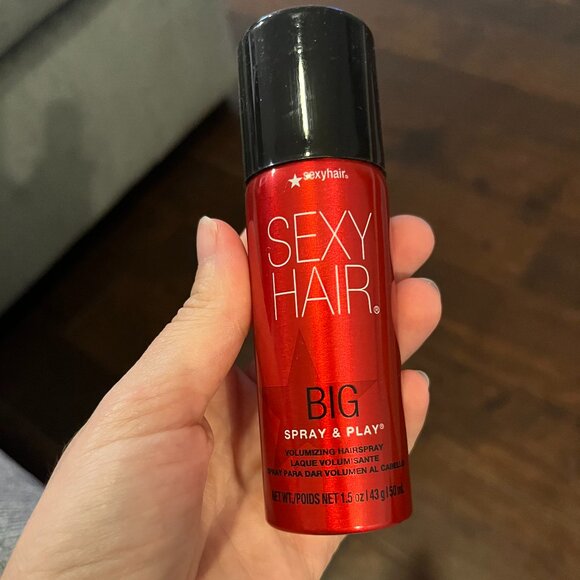 sexyhair®
SEXY
HAIR®
BIG
SPRAY & PLAY®
VOLUMIZING HAIRSPRAY
LAQUE VOLUMISANTE
SPRAY PARA DAR VOLUMEN AL CABELLO
NET WT./POIDS NET 1.5 oz | 43 g | 50 mL